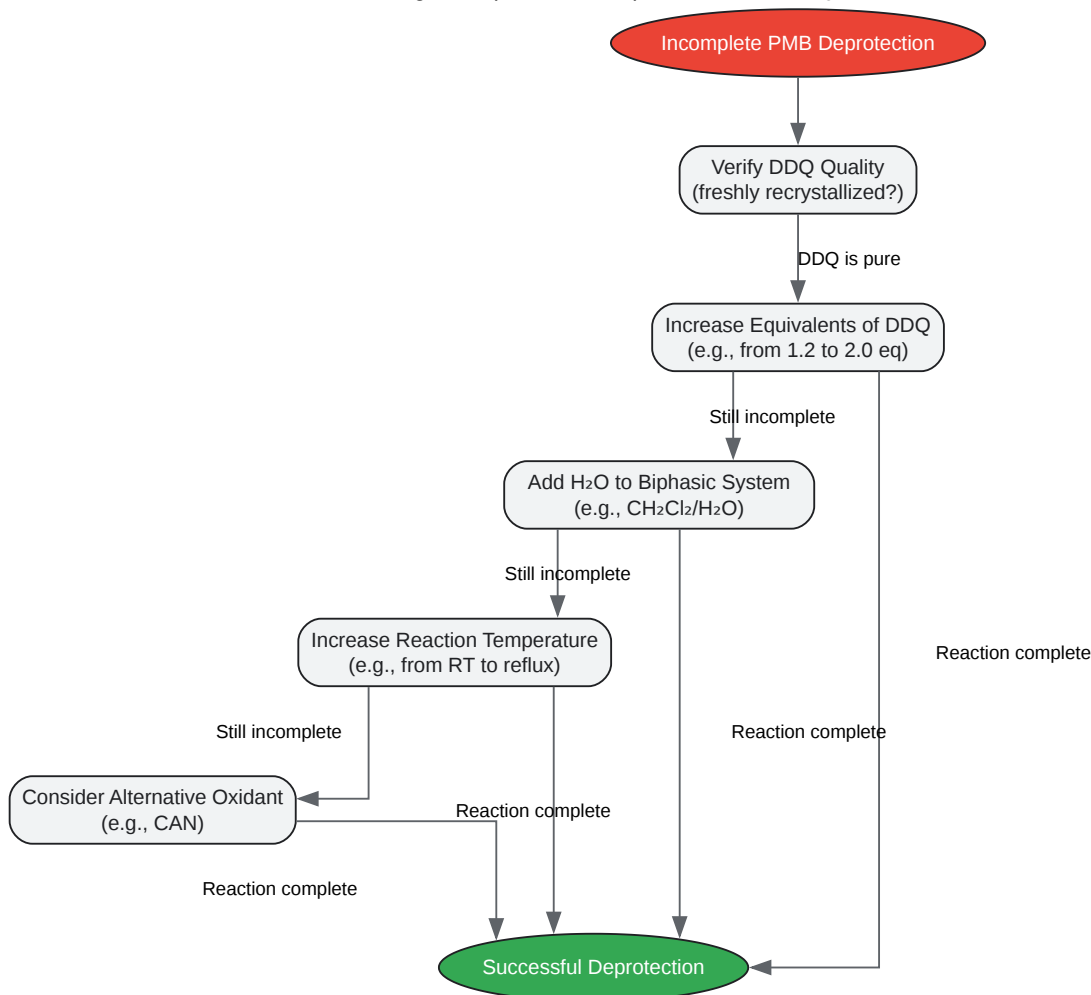 Incomplete PMB Deprotection
Verify DDQ Quality
(freshly recrystallized?)
DDQ is pure
Increase Equivalents of DDQ
(e.g., from 1.2 to 2.0 eq)
Still incomplete
Add H₂O to Biphasic System
(e.g., CH₂Cl₂/H₂O)
Still incomplete
Increase Reaction Temperature
(e.g., from RT to reflux)
Reaction complete
Still incomplete
Reaction complete
Consider Alternative Oxidant
(e.g., CAN)
Reaction complete
Reaction complete
Successful Deprotection